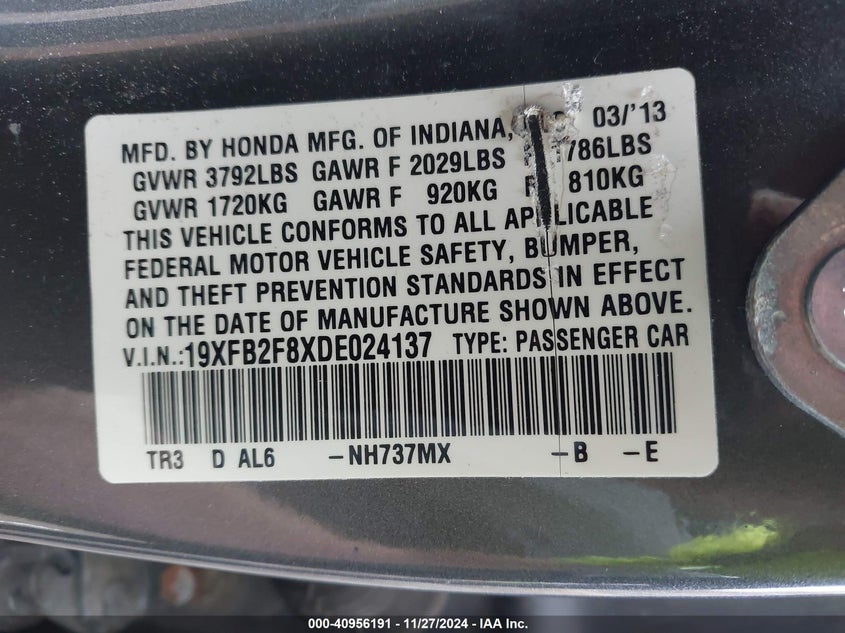 MFD. BY HONDA MFG. OF INDIANA, 03/'13
GVWR 3792LBS GAWR F 2029LBS 786LBS
GVWR 1720KG GAWR F 920KG 810KG
THIS VEHICLE CONFORMS TO ALL APPLICABLE
FEDERAL MOTOR VEHICLE SAFETY, BUMPER,
AND THEFT PREVENTION STANDARDS IN EFFECT
ON THE DATE OF MANUFACTURE SHOWN ABOVE.
V.I.N.:19XFB2F8XDE024137 TYPE: PASSENGER CAR
TR3 D AL6 -NH737MX -B -E
000-40956191 - 11/27/2024 - IAA Inc.